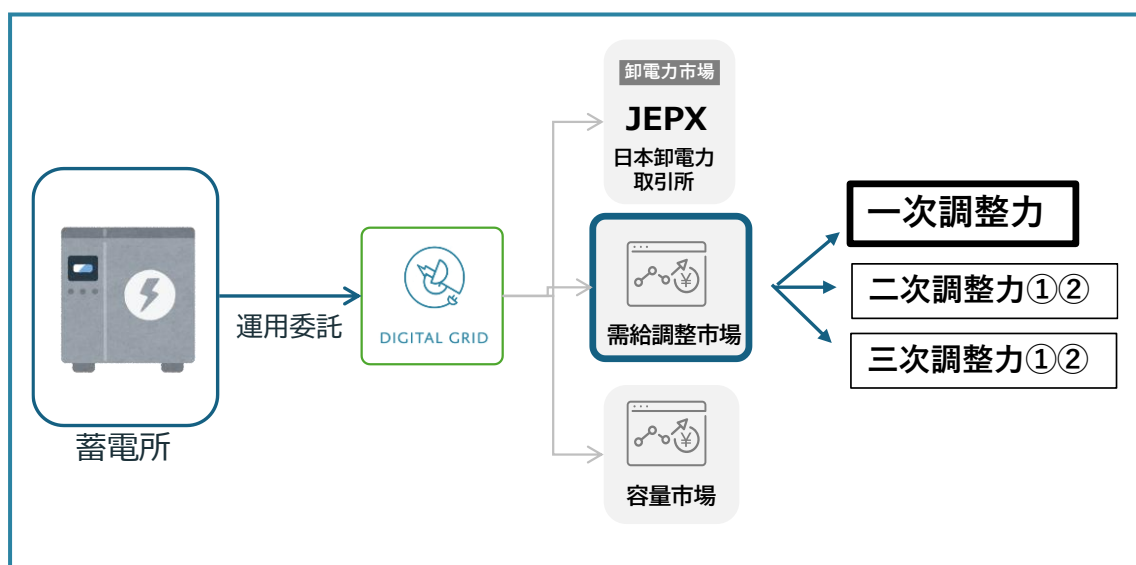 蓄電所
運用委託
DIGITAL GRID
卸電力市場
JEPX
日本卸電力
取引所
¥
需給調整市場
¥
容量市場
一次調整力
二次調整力①②
三次調整力①②